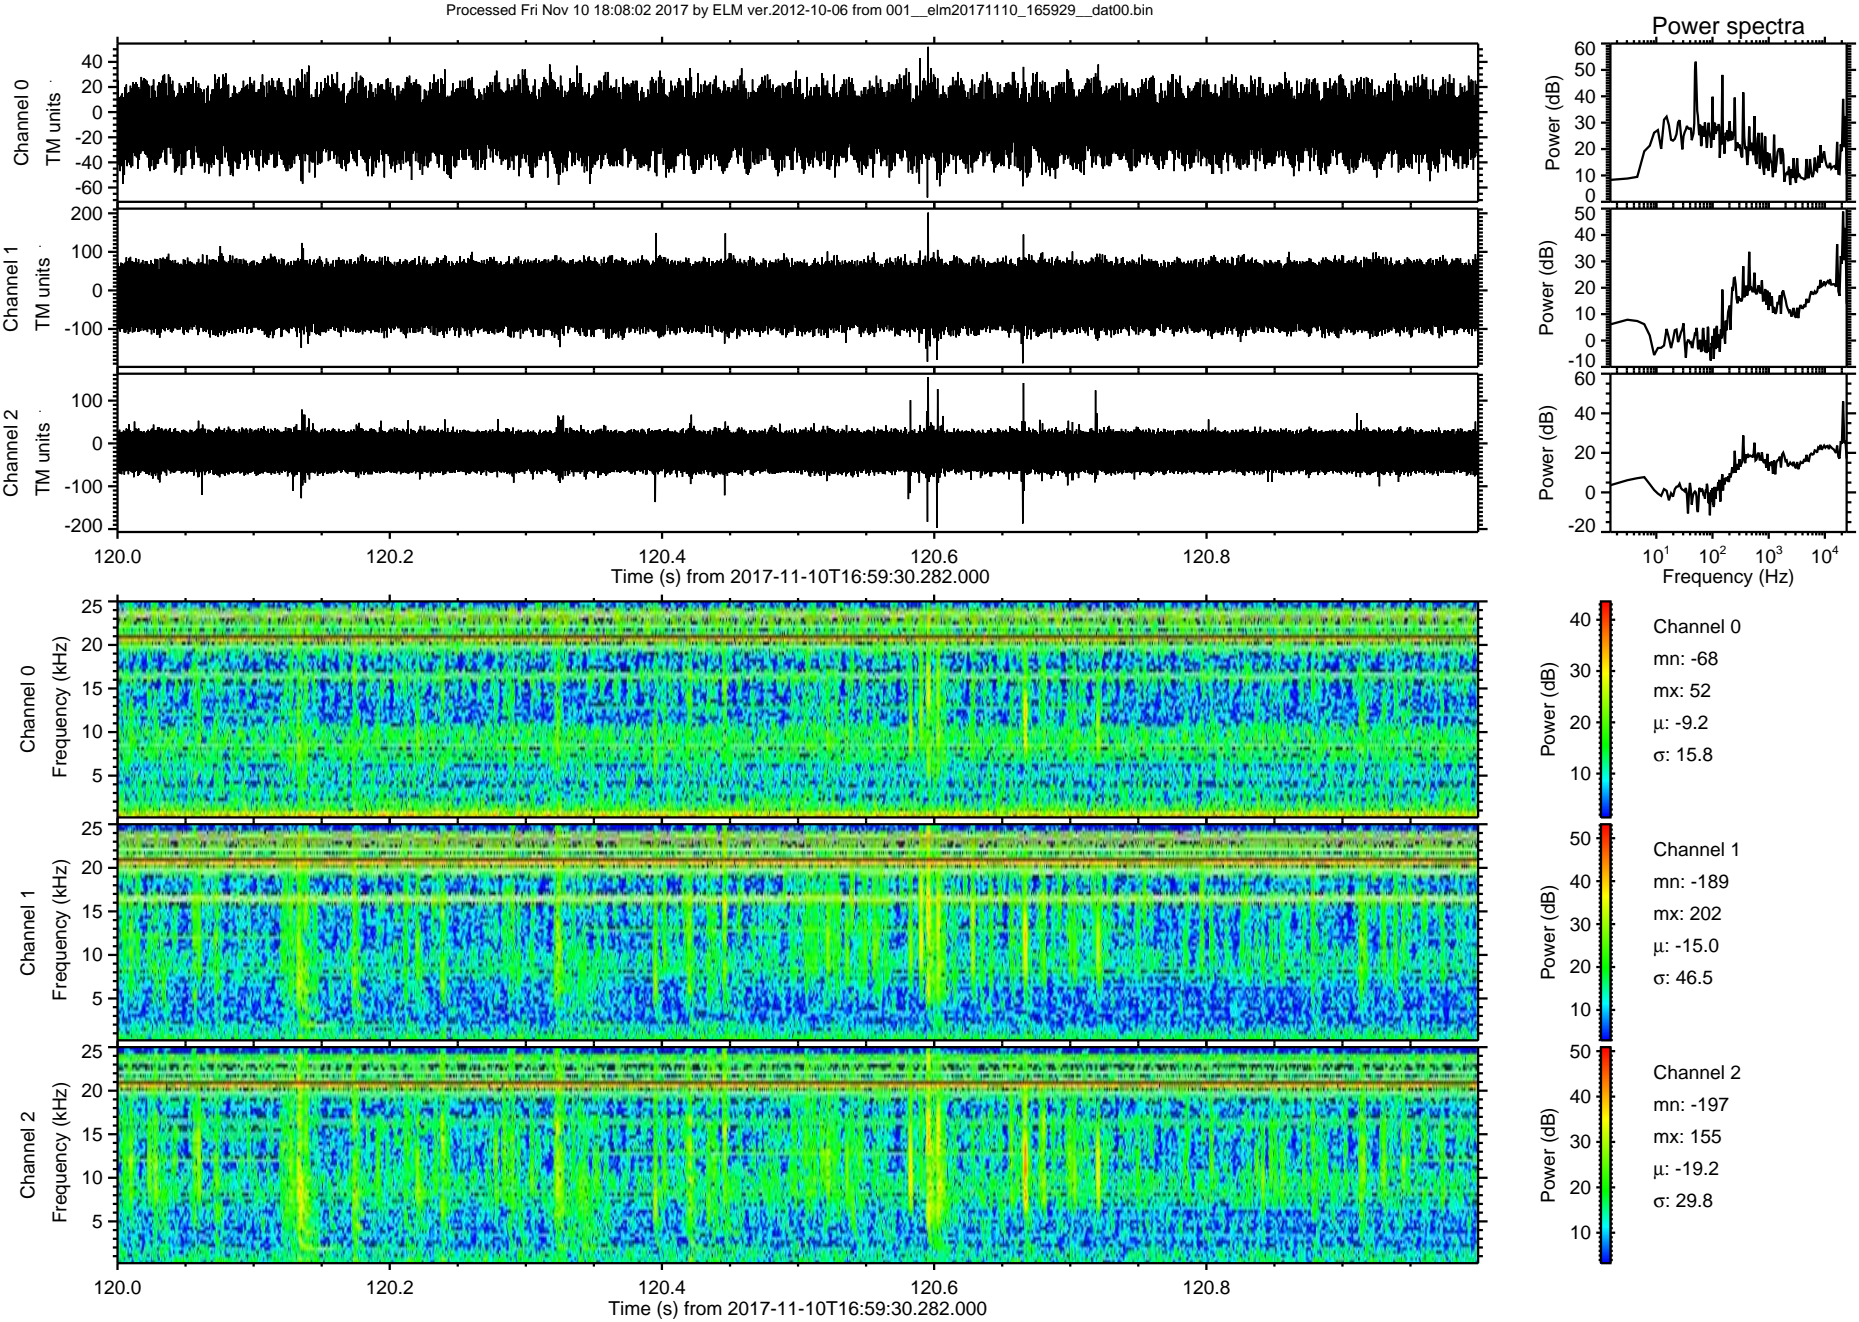 Processed Fri Nov 10 18:08:02 2017 by ELM ver.2012-10-06 from 001__elm20171110_165929__dat00.bin
Power spectra
Channel 0
TM units
40
20
0
-20
-40
-60
Power (dB)
60
50
40
30
20
10
0
Channel 1
TM units
200
100
0
-100
Power (dB)
50
40
30
20
10
0
-10
Channel 2
TM units
100
0
-100
-200
Power (dB)
60
40
20
0
-20
120.0 120.2 120.4 120.6 120.8
Time (s) from 2017-11-10T16:59:30.282.000
10^1 10^2 10^3 10^4
Frequency (Hz)
Channel 0
Frequency (kHz)
25
20
15
10
5
Power (dB)
40
30
20
10
Channel 0
mn: -68
mx: 52
µ: -9.2
σ: 15.8
Channel 1
Frequency (kHz)
25
20
15
10
5
Power (dB)
50
40
30
20
10
Channel 1
mn: -189
mx: 202
µ: -15.0
σ: 46.5
Channel 2
Frequency (kHz)
25
20
15
10
5
Power (dB)
50
40
30
20
10
Channel 2
mn: -197
mx: 155
µ: -19.2
σ: 29.8
120.0 120.2 120.4 120.6 120.8
Time (s) from 2017-11-10T16:59:30.282.000